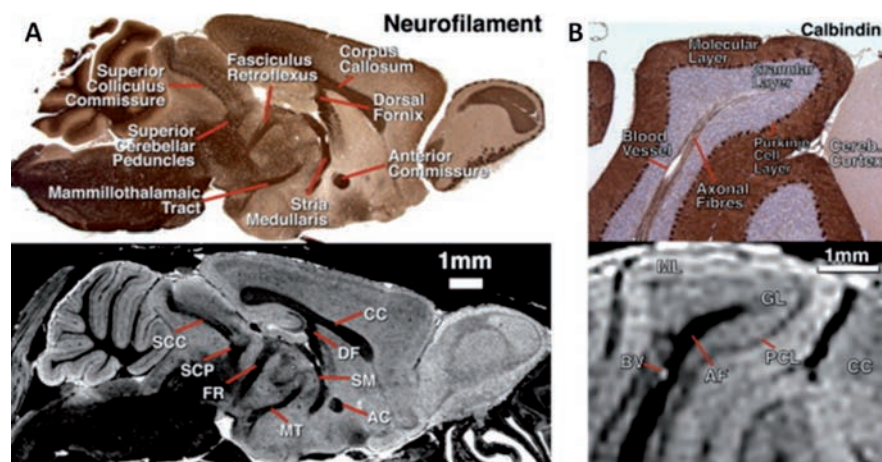 A
Neurofilament
Superior
Colliculus
Commissure
Fasciculus
Retroflexus
Corpus
Callosum
Dorsal
Fornix
Superior
Cerebellar
Peduncles
Anterior
Commissure
Mammillothalamaic
Tract
Stria
Medullaris
1mm
SCC
CC
DF
SCP
SM
FR
AC
MT
B
Calbindin
Molecular
Layer
Granular
Layer
Blood
Vessel
Purkinje
Cell
Layer
Cereb.
Cortex
Axonal
Fibres
1mm
ML
GL
BV
AF
PCL
CC